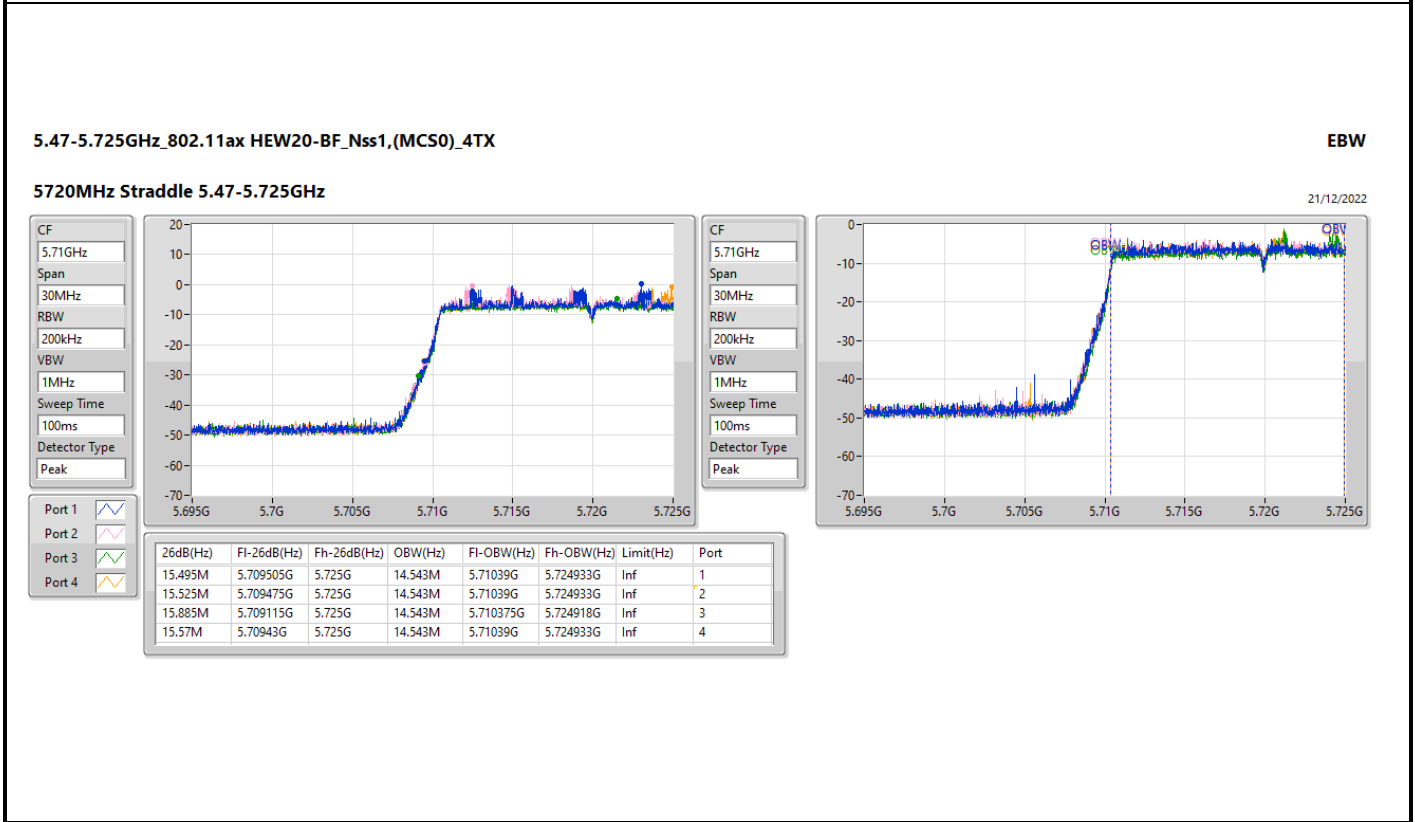 5.47-5.725GHz_802.11ax HEW20-BF_Nss1,(MCS0)_4TX
EBW
5720MHz Straddle 5.47-5.725GHz
21/12/2022
CF
5.71GHz
Span
30MHz
RBW
200kHz
VBW
1MHz
Sweep Time
100ms
Detector Type
Peak
20
10
0
-10
-20
-30
-40
-50
-60
-70
5.695G 5.7G 5.705G 5.71G 5.715G 5.72G 5.725G
CF
5.71GHz
Span
30MHz
RBW
200kHz
VBW
1MHz
Sweep Time
100ms
Detector Type
Peak
0
-10
-20
-30
-40
-50
-60
-70
OBW
OBW
5.695G 5.7G 5.705G 5.71G 5.715G 5.72G 5.725G
Port 1
Port 2
Port 3
Port 4
26dB(Hz) Fl-26dB(Hz) Fh-26dB(Hz) OBW(Hz) Fl-OBW(Hz) Fh-OBW(Hz) Limit(Hz) Port
15.495M 5.709505G 5.725G 14.543M 5.71039G 5.724933G Inf 1
15.525M 5.709475G 5.725G 14.543M 5.71039G 5.724933G Inf 2
15.885M 5.709115G 5.725G 14.543M 5.710375G 5.724918G Inf 3
15.57M 5.70943G 5.725G 14.543M 5.71039G 5.724933G Inf 4